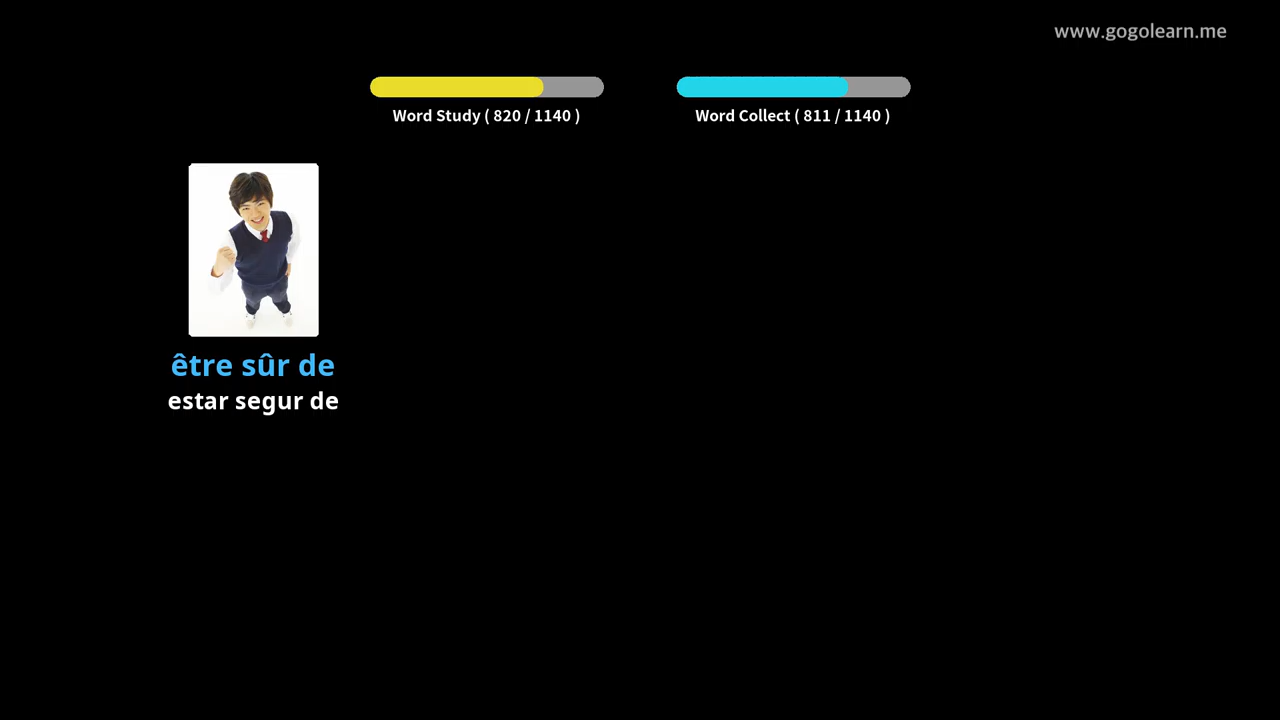 www.gogolearn.me
Word Study ( 820 / 1140 )
Word Collect ( 811 / 1140 )
être sûr de
estar segur de